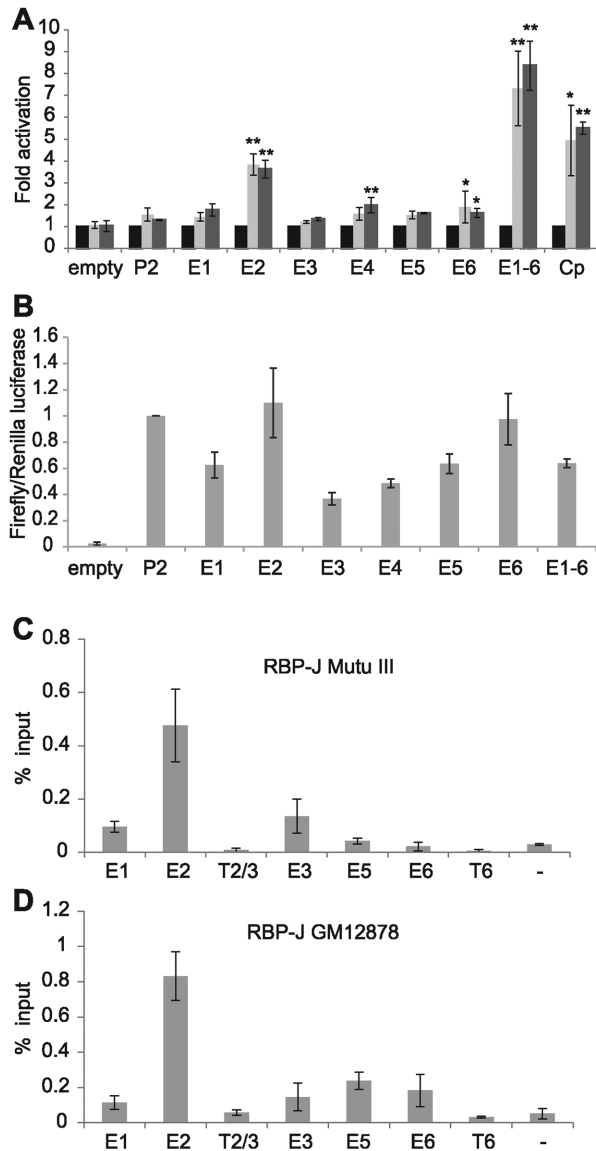 A
Fold activation
10
9
8
7
6
5
4
3
2
1
0
** ** ** * * ** ** * **
empty P2 E1 E2 E3 E4 E5 E6 E1-6 Cp
B
Firefly/Renilla luciferase
1.6
1.4
1.2
1
0.8
0.6
0.4
0.2
0
empty P2 E1 E2 E3 E4 E5 E6 E1-6
C
RBP-J Mutu III
% input
0.8
0.6
0.4
0.2
0
E1 E2 T2/3 E3 E5 E6 T6 -
D
RBP-J GM12878
% input
1.2
1
0.8
0.6
0.4
0.2
0
E1 E2 T2/3 E3 E5 E6 T6 -